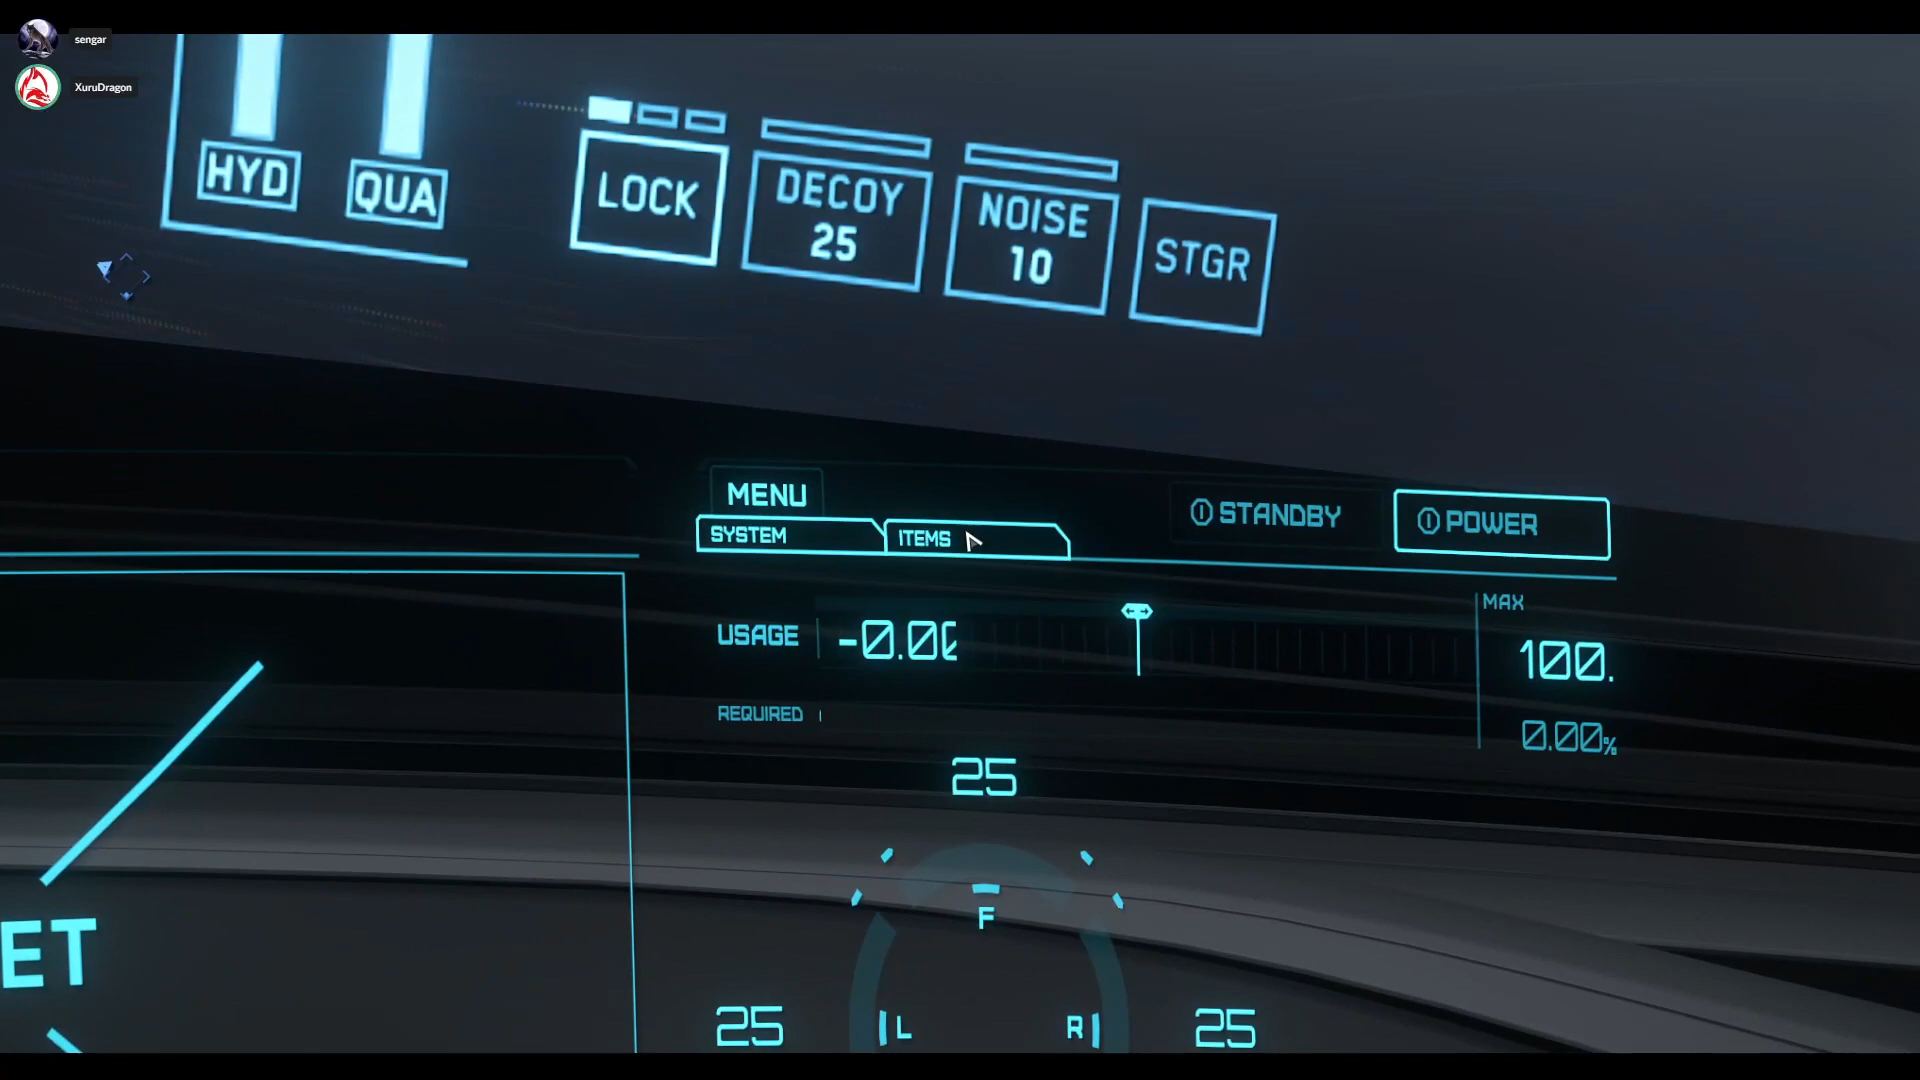 sengar
XuruDragon
HYD
QUA
LOCK
DECOY
25
NOISE
10
STGR
MENU
STANDBY
POWER
SYSTEM
ITEMS
USAGE
-0.00
MAX
100.
REQUIRED
0.00%
25
F
ET
25
L
R
25